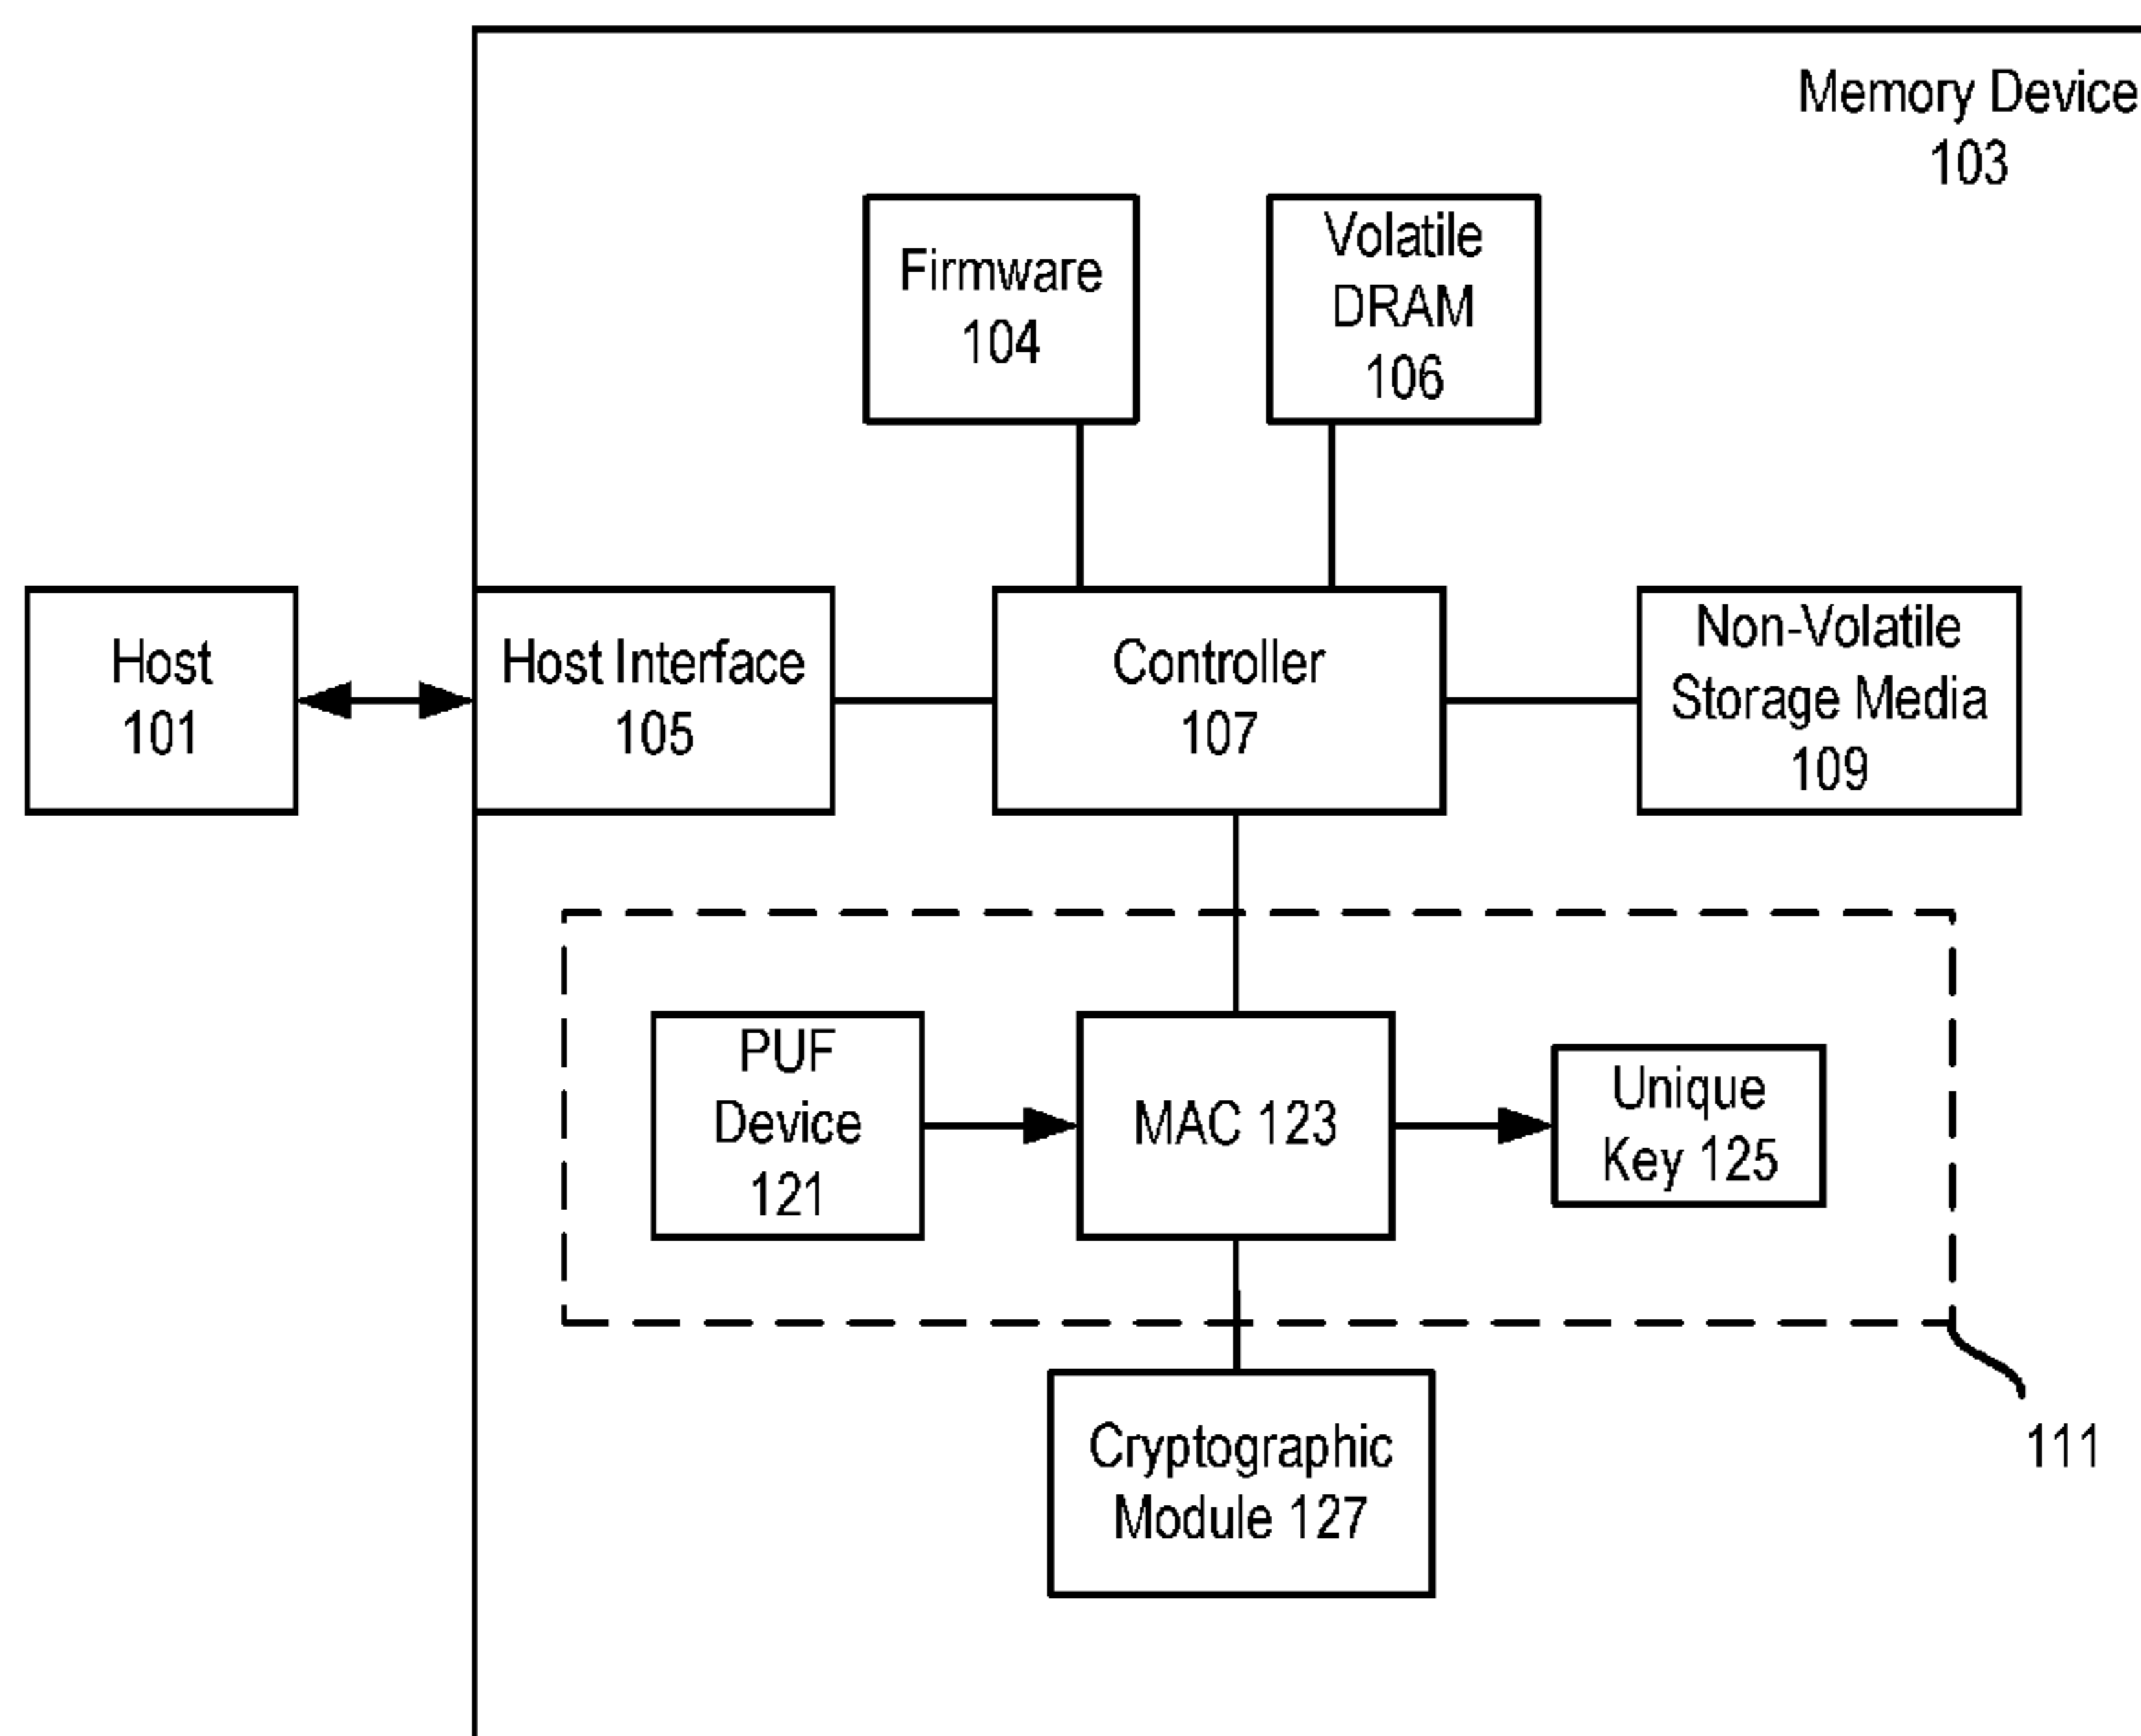 Memory Device
103
Firmware
104
Volatile
DRAM
106
Host
101
Host Interface
105
Controller
107
Non-Volatile
Storage Media
109
PUF
Device
121
MAC 123
Unique
Key 125
Cryptographic
Module 127
111